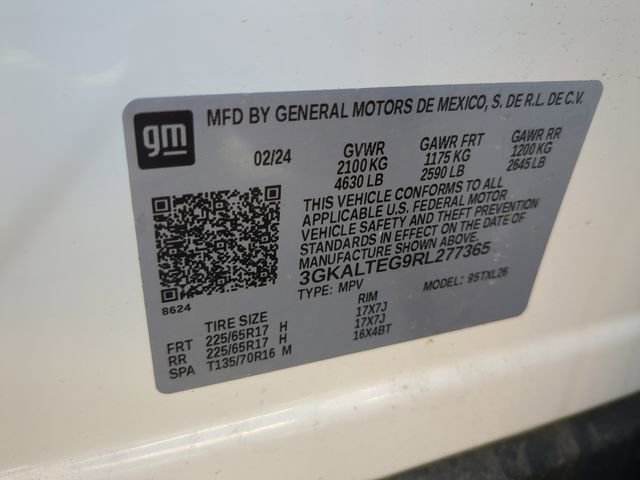 gm
MFD BY GENERAL MOTORS DE MEXICO, S. DE R.L. DE C.V.
02/24 GVWR GAWR FRT GAWR RR
2100 KG 1175 KG 1200 KG
4630 LB 2590 LB 2645 LB
THIS VEHICLE CONFORMS TO ALL
APPLICABLE U.S. FEDERAL MOTOR
VEHICLE SAFETY AND THEFT PREVENTION
STANDARDS IN EFFECT ON THE DATE OF
MANUFACTURE SHOWN ABOVE.
3GKALTEG9RL277365
TYPE: MPV MODEL: 95TXL26
8624
TIRE SIZE RIM
FRT 225/65R17 H 17X7J
RR 225/65R17 H 17X7J
SPA T135/70R16 M 16X4BT